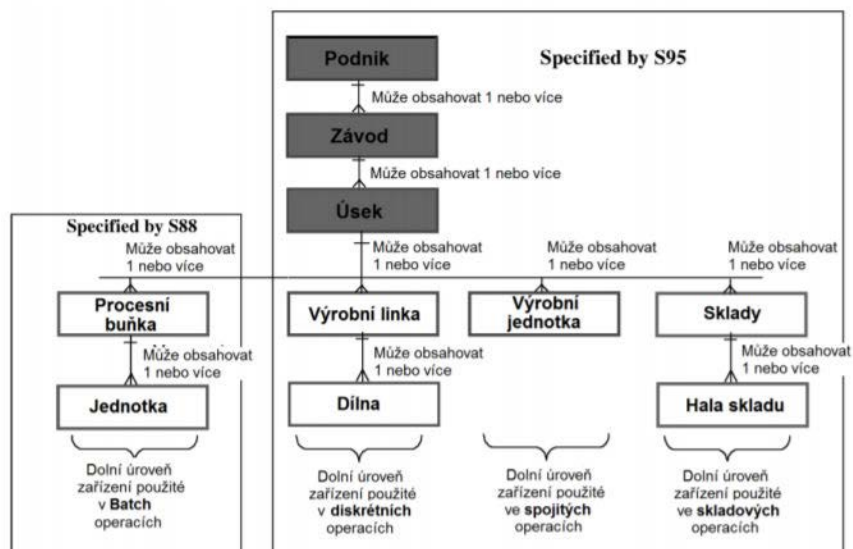 Podnik
Specified by S95
Může obsahovat 1 nebo více
Závod
Může obsahovat 1 nebo více
Úsek
Specified by S88
Může obsahovat
1 nebo více
Může obsahovat
1 nebo více
Může obsahovat
1 nebo více
Může obsahovat
1 nebo více
Procesní
buňka
Výrobní linka
Výrobní
jednotka
Sklady
Může obsahovat
1 nebo více
Může obsahovat
1 nebo více
Může obsahovat
1 nebo více
Jednotka
Dílna
Hala skladu
Dolní úroveň
zařízení použité
v Batch
operacích
Dolní úroveň
zařízení použité
v diskrétních
operacích
Dolní úroveň
zařízení použité
ve spojitých
operacích
Dolní úroveň
zařízení použité
ve skladových
operacích